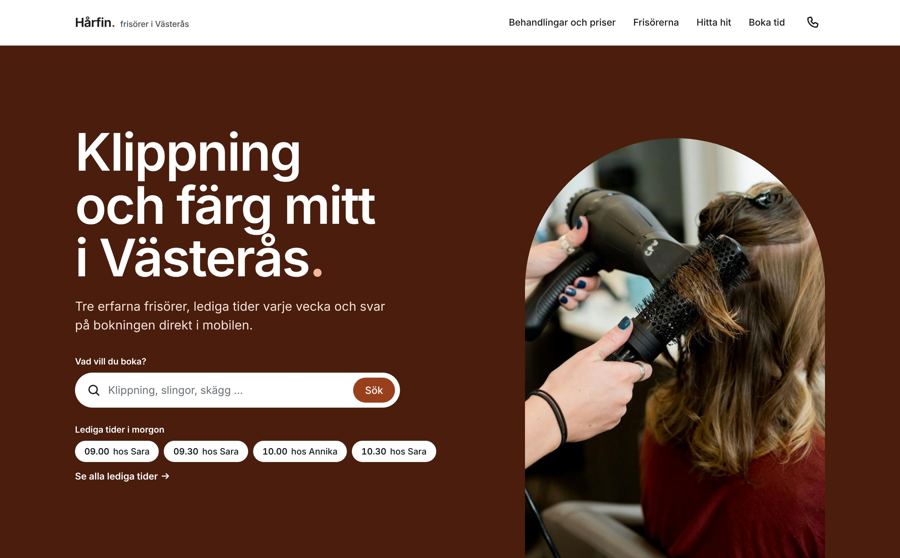 Hårfin. frisörer i Västerås
Behandlingar och priser Frisörerna Hitta hit Boka tid
Klippning
och färg mitt
i Västerås.
Tre erfarna frisörer, lediga tider varje vecka och svar
på bokningen direkt i mobilen.
Vad vill du boka?
Klippning, slingor, skägg ...
Sök
Lediga tider i morgon
09.00 hos Sara 09.30 hos Sara 10.00 hos Annika 10.30 hos Sara
Se alla lediga tider →